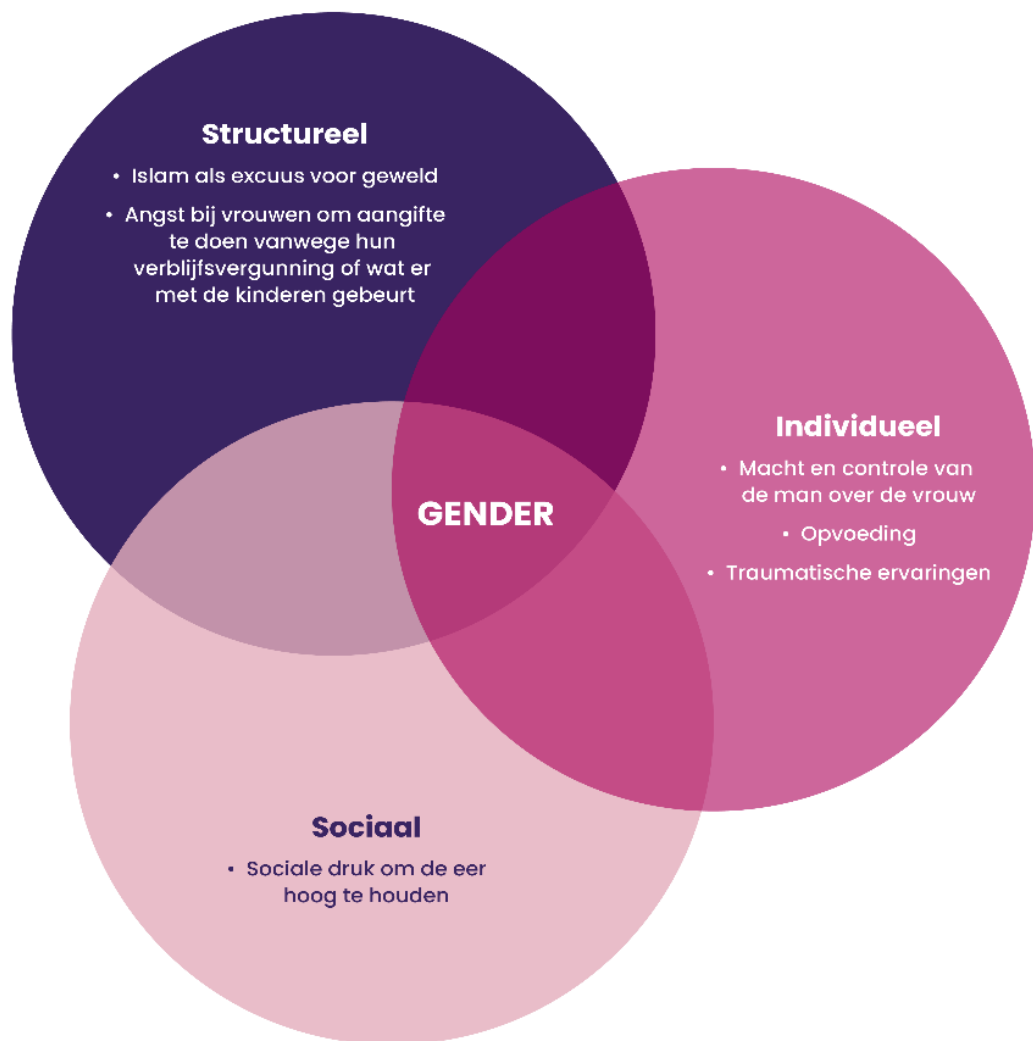 Structureel
• Islam als excuus voor geweld
• Angst bij vrouwen om aangifte
te doen vanwege hun
verblijfsvergunning of wat er
met de kinderen gebeurt
Individueel
• Macht en controle van
de man over de vrouw
• Opvoeding
• Traumatische ervaringen
GENDER
Sociaal
• Sociale druk om de eer
hoog te houden